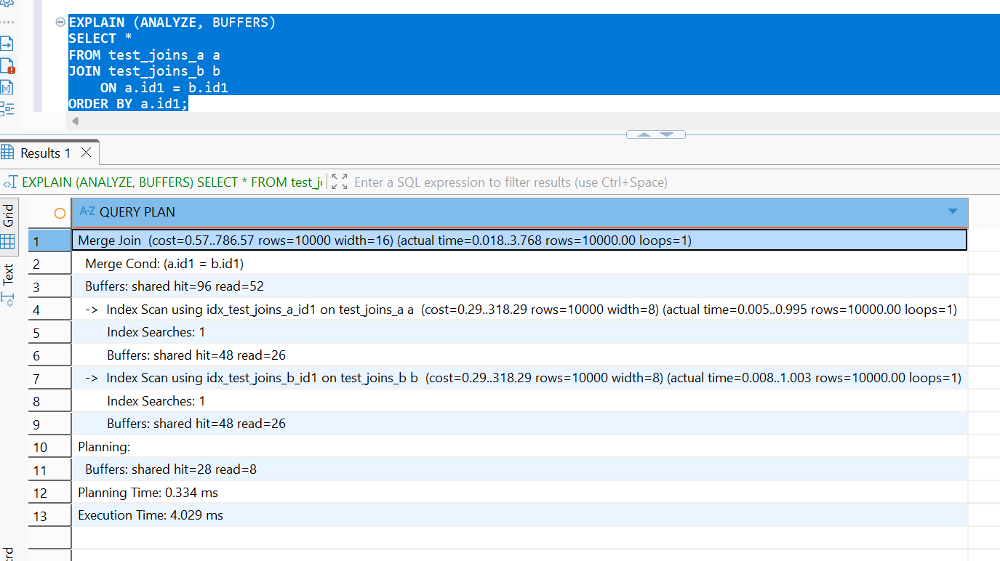 EXPLAIN (ANALYZE, BUFFERS)
SELECT *
FROM test_joins_a a
JOIN test_joins_b b
ON a.id1 = b.id1
ORDER BY a.id1;
Results 1
EXPLAIN (ANALYZE, BUFFERS) SELECT * FROM test_j
Enter a SQL expression to filter results (use Ctrl+Space)
Grid
Text
A-Z QUERY PLAN
1 Merge Join (cost=0.57..786.57 rows=10000 width=16) (actual time=0.018..3.768 rows=10000.00 loops=1)
2 Merge Cond: (a.id1 = b.id1)
3 Buffers: shared hit=96 read=52
4 -> Index Scan using idx_test_joins_a_id1 on test_joins_a a (cost=0.29..318.29 rows=10000 width=8) (actual time=0.005..0.995 rows=10000.00 loops=1)
5 Index Searches: 1
6 Buffers: shared hit=48 read=26
7 -> Index Scan using idx_test_joins_b_id1 on test_joins_b b (cost=0.29..318.29 rows=10000 width=8) (actual time=0.008..1.003 rows=10000.00 loops=1)
8 Index Searches: 1
9 Buffers: shared hit=48 read=26
10 Planning:
11 Buffers: shared hit=28 read=8
12 Planning Time: 0.334 ms
13 Execution Time: 4.029 ms